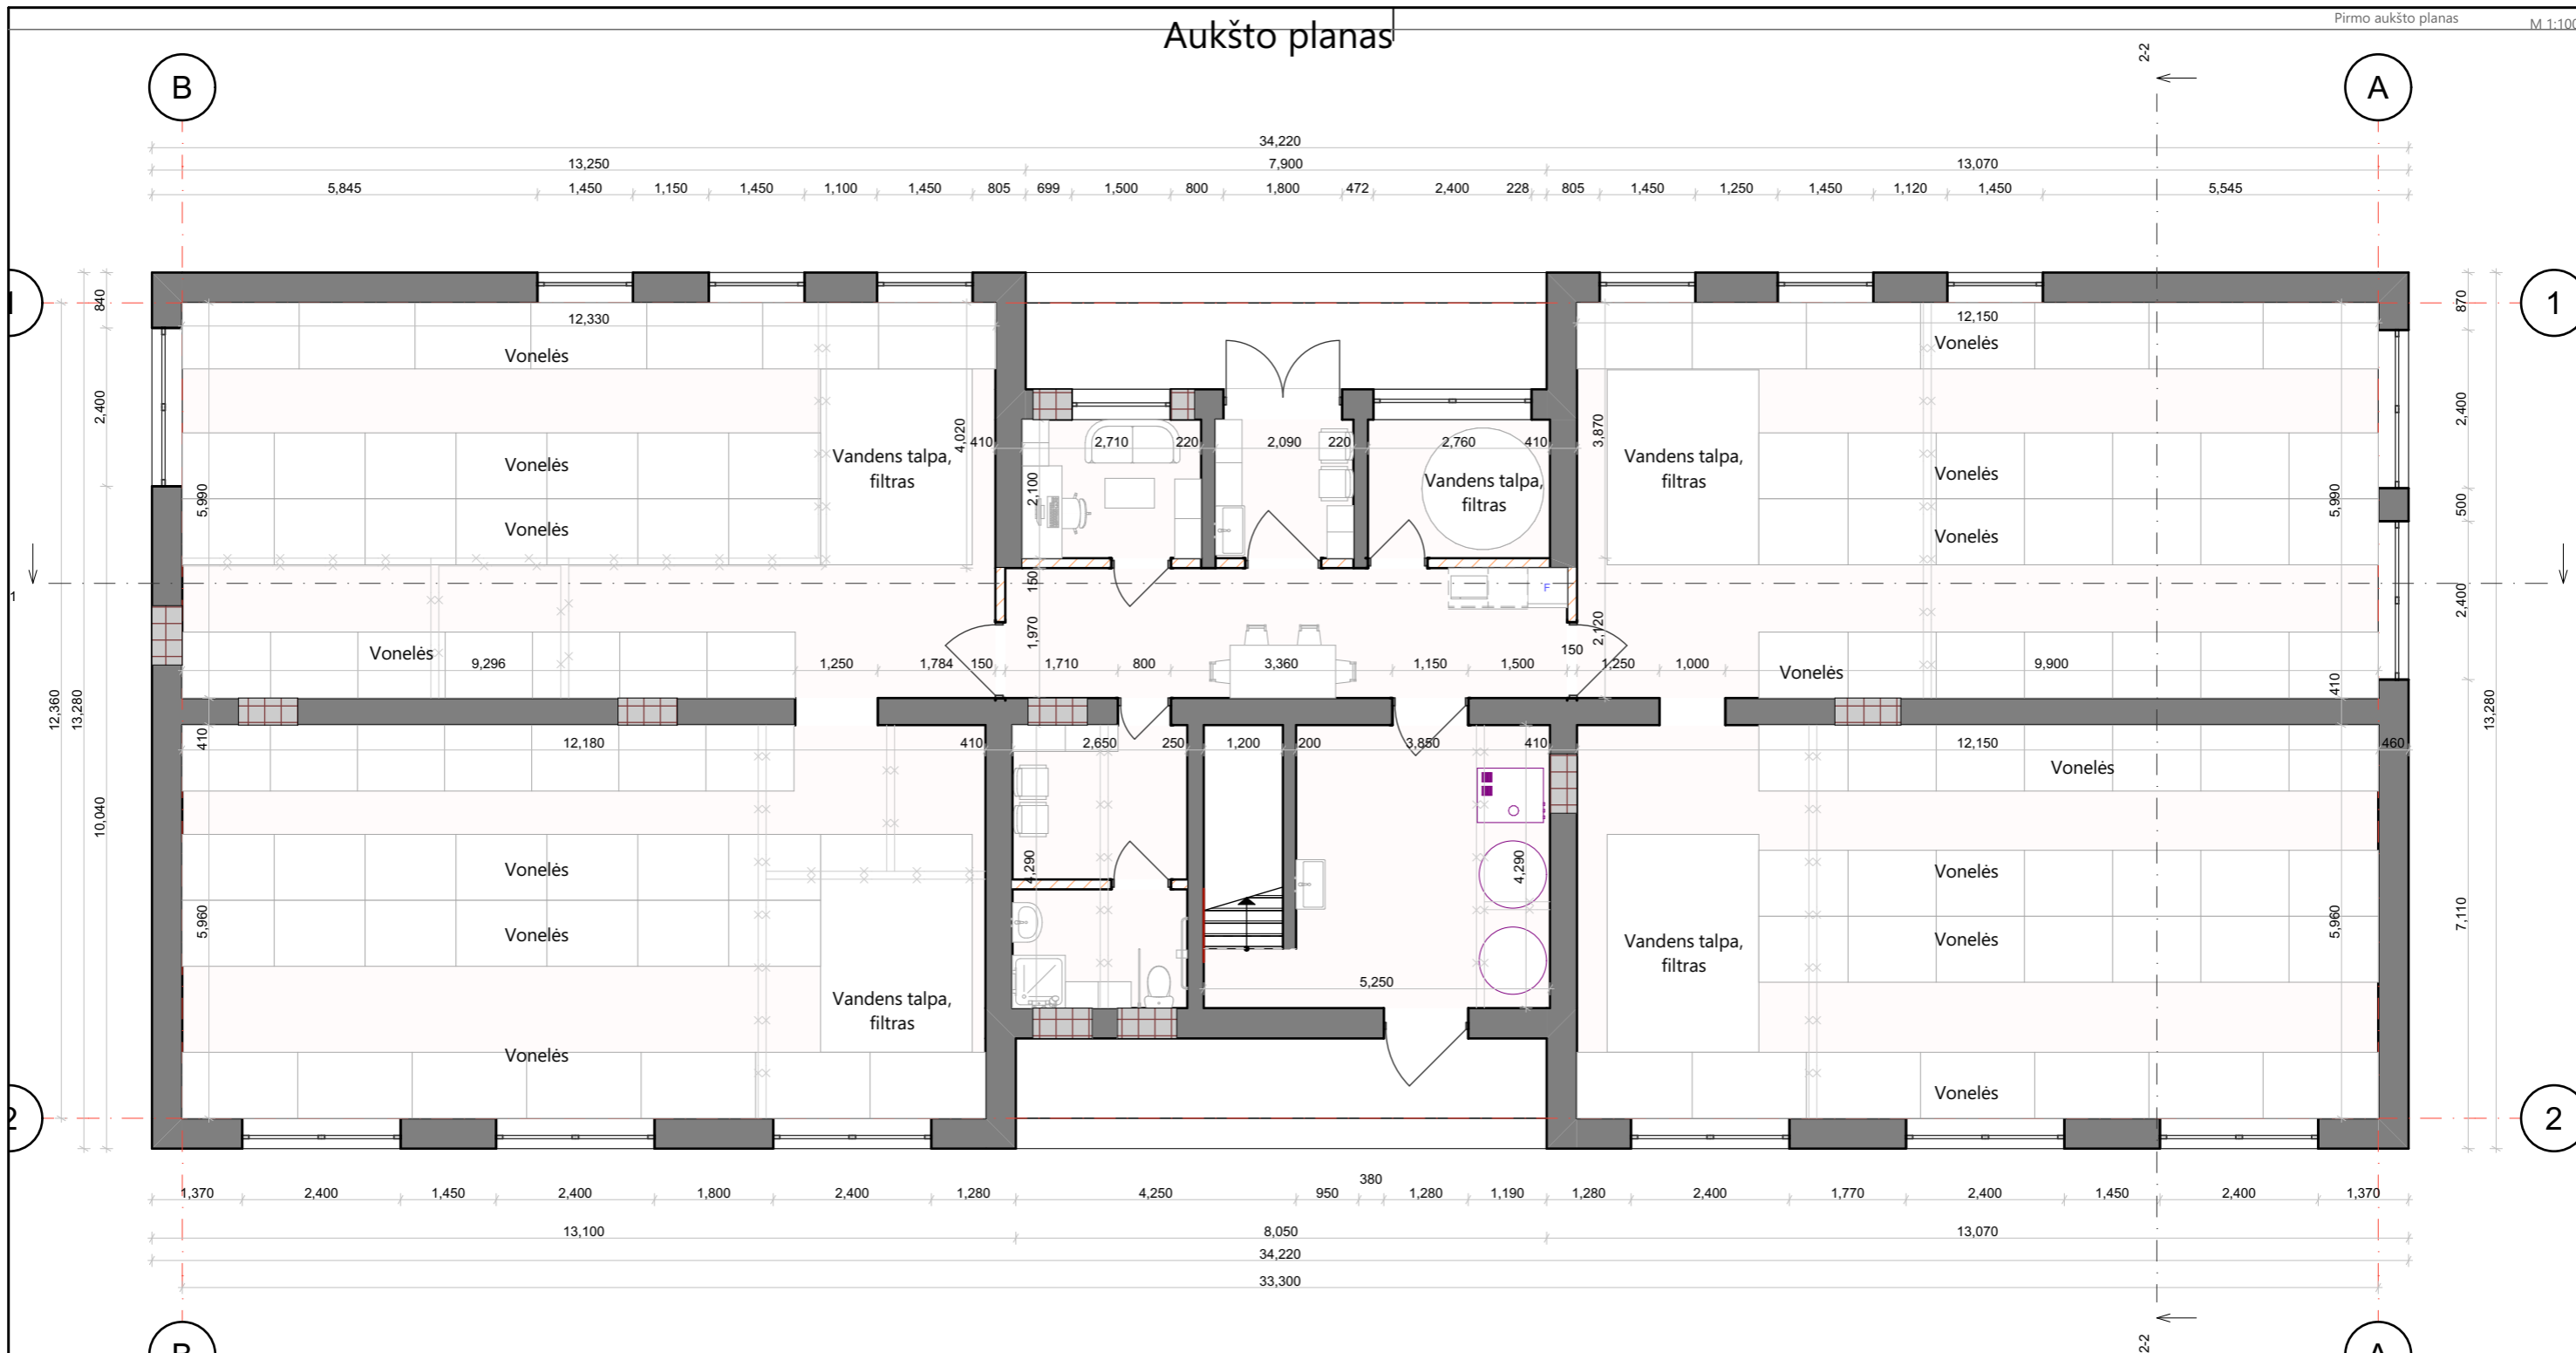 Pirmo aukšto planas
M 1:100
Aukšto planas
2-2
B
A
34,220
13,250 7,900 13,070
5,845 1,450 1,150 1,450 1,100 1,450 805 699 1,500 800 1,800 472 2,400 228 805 1,450 1,250 1,450 1,120 1,450 5,545
1
840
870
12,330
12,150
Vonelės
Vonelės
2,400
2,400
4,020
410 2,710 220 2,090 220 2,760 410
3,870
Vonelės
Vandens talpa,
filtras
Vandens talpa,
filtras
Vandens talpa,
filtras
Vonelės
5,990
2,100
5,990
500
Vonelės
Vonelės
1
150
F
2,400
1,970
2,120
Vonelės
9,296 1,250 1,784 150 1,710 800 3,360 1,150 1,500 150 1,250 1,000
Vonelės
9,900
410
12,360
13,280
13,280
410
12,180 410 2,650 250 1,200 200 3,850 410 12,150 460
Vonelės
10,040
4,290
4,290
Vonelės
Vonelės
5,960
5,960
7,110
Vonelės
Vonelės
Vandens talpa,
filtras
5,250
Vandens talpa,
filtras
Vonelės
Vonelės
2
2
1,370 2,400 1,450 2,400 1,800 2,400 1,280 4,250 950 380 1,280 1,190 1,280 2,400 1,770 2,400 1,450 2,400 1,370
13,100 8,050 13,070
34,220
33,300
2-2
B
A